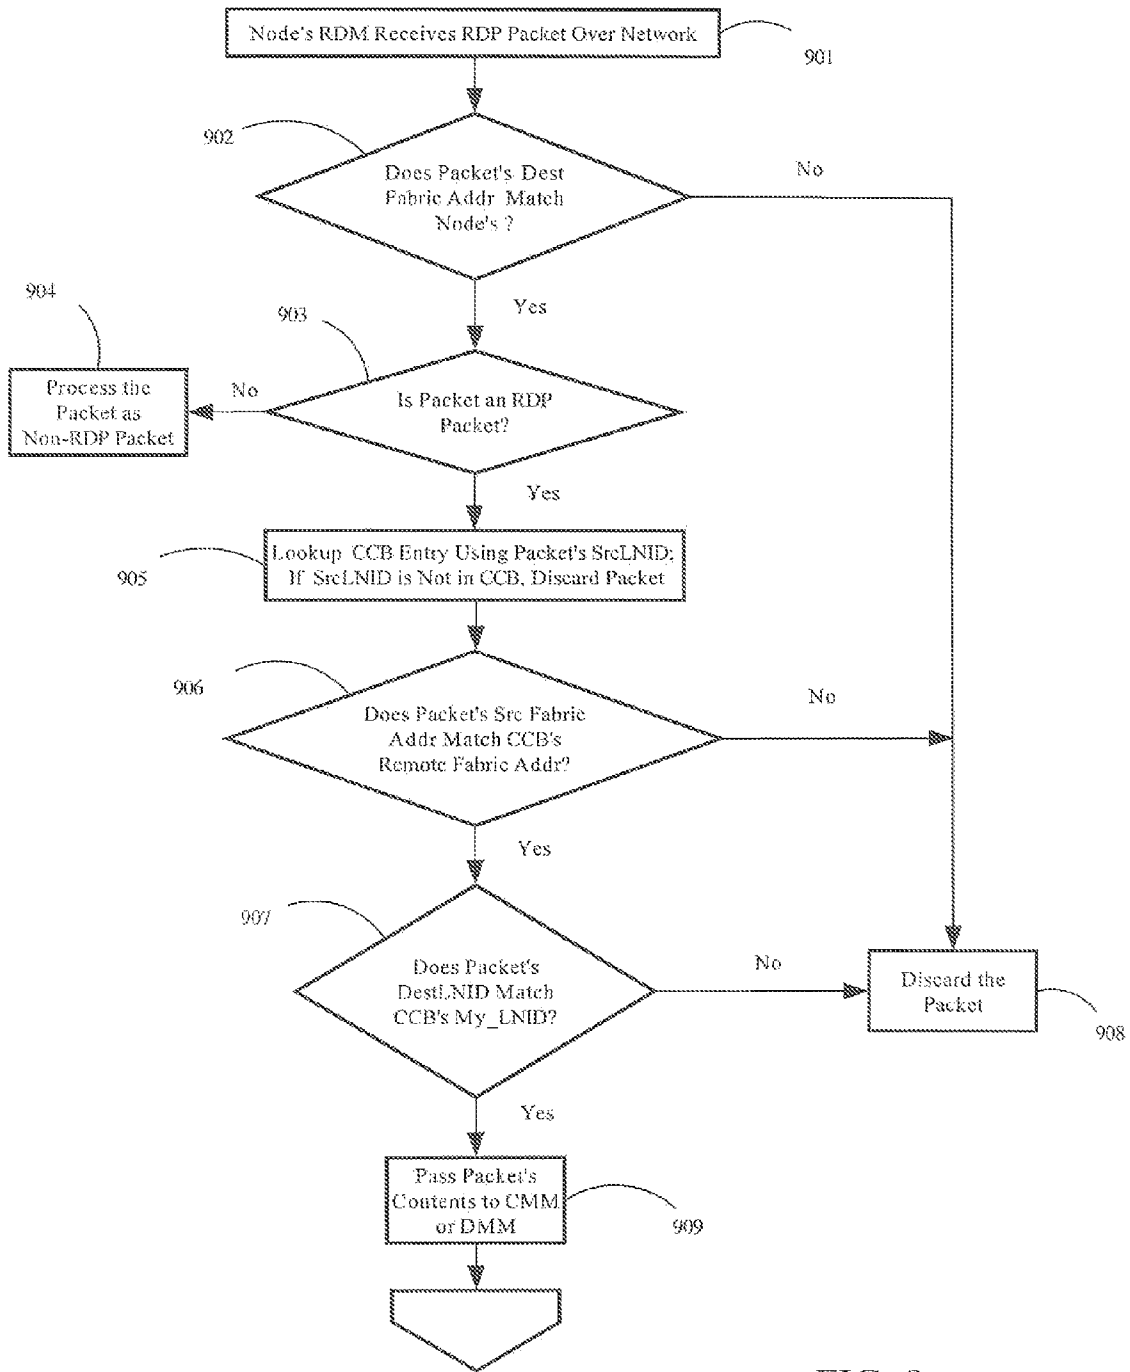 Node's RDM Receives RDP Packet Over Network
901
902
Does Packet's Dest
Fabric Addr Match
Node's ?
No
Yes
904
903
Process the
Packet as
Non-RDP Packet
No
Is Packet an RDP
Packet?
Yes
905
Lookup CCB Entry Using Packet's SrcLNID;
If SrcLNID is Not in CCB, Discard Packet
906
Does Packet's Src Fabric
Addr Match CCB's
Remote Fabric Addr?
No
Yes
907
Does Packet's
DestLNID Match
CCB's My_LNID?
No
Discard the
Packet
908
Yes
Pass Packet's
Contents to CMM
or DMM
909